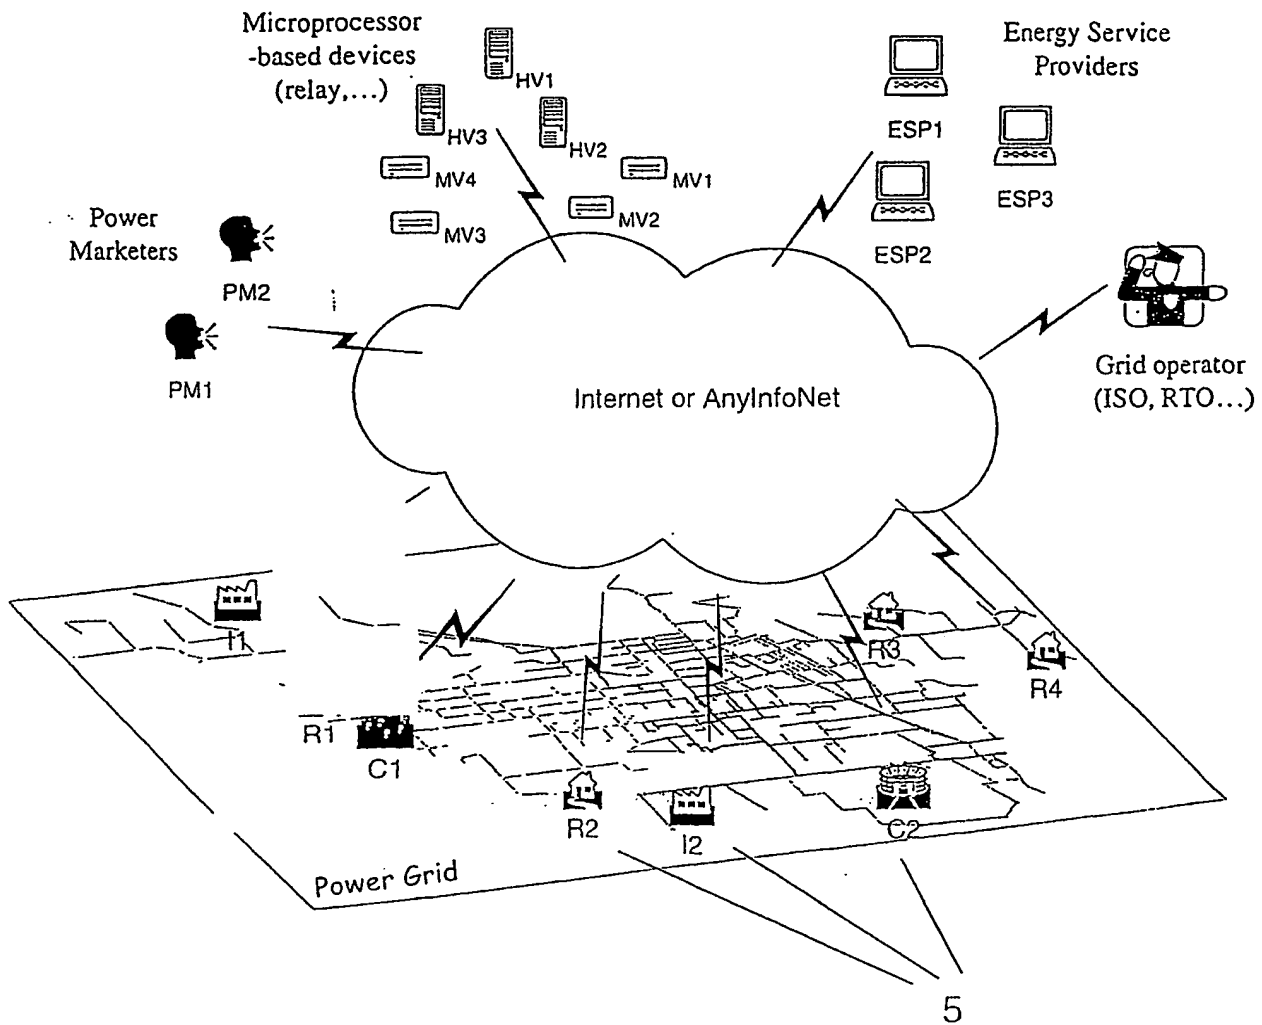 Microprocessor
-based devices
(relay,...)
HV1
HV3
HV2
MV4
MV1
MV3
MV2
Energy Service
Providers
ESP1
ESP3
ESP2
Power
Marketers
PM2
PM1
Grid operator
(ISO, RTO...)
Internet or AnyInfoNet
I1
R3
R4
R1
C1
R2
I2
C2
Power Grid
5